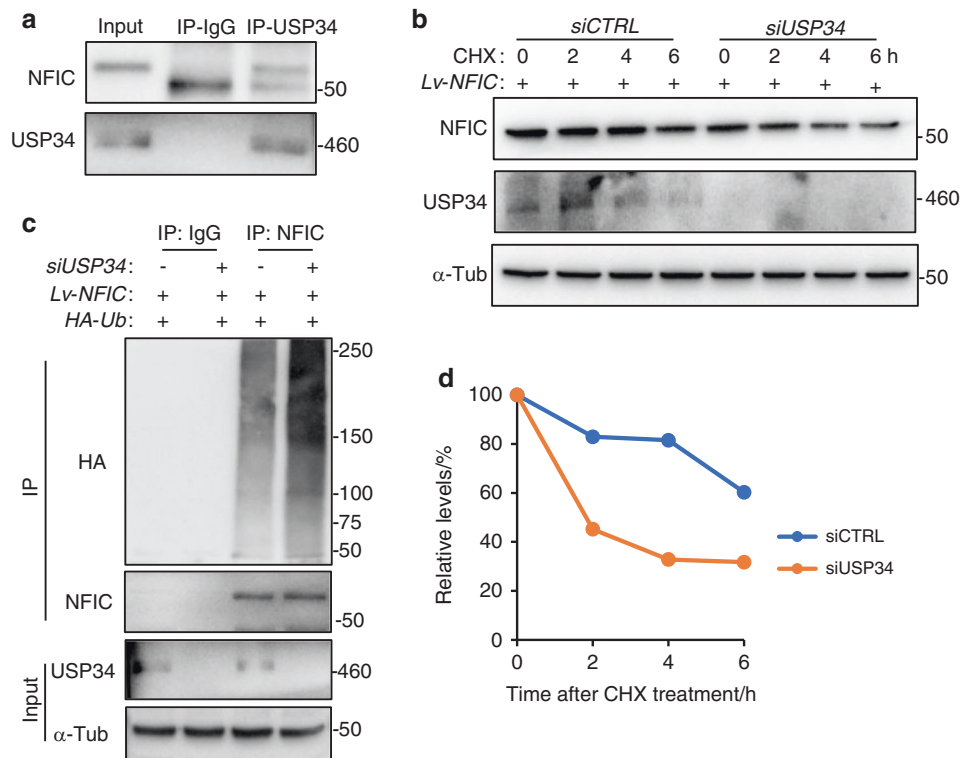 a
Input IP-IgG IP-USP34
NFIC
-50
USP34
-460
b
siCTRL siUSP34
CHX: 0 2 4 6 0 2 4 6 h
Lv-NFIC + + + + + + + +
NFIC
-50
USP34
-460
α-Tub
-50
c
IP: IgG IP: NFIC
siUSP34: - + - +
Lv-NFIC: + + + +
HA-Ub: + + + +
IP
HA
-250
-150
-100
-75
-50
NFIC
-50
Input
USP34
-460
α-Tub
-50
d
Relative levels/%
100
80
60
40
20
0
0 2 4 6
Time after CHX treatment/h
siCTRL
siUSP34